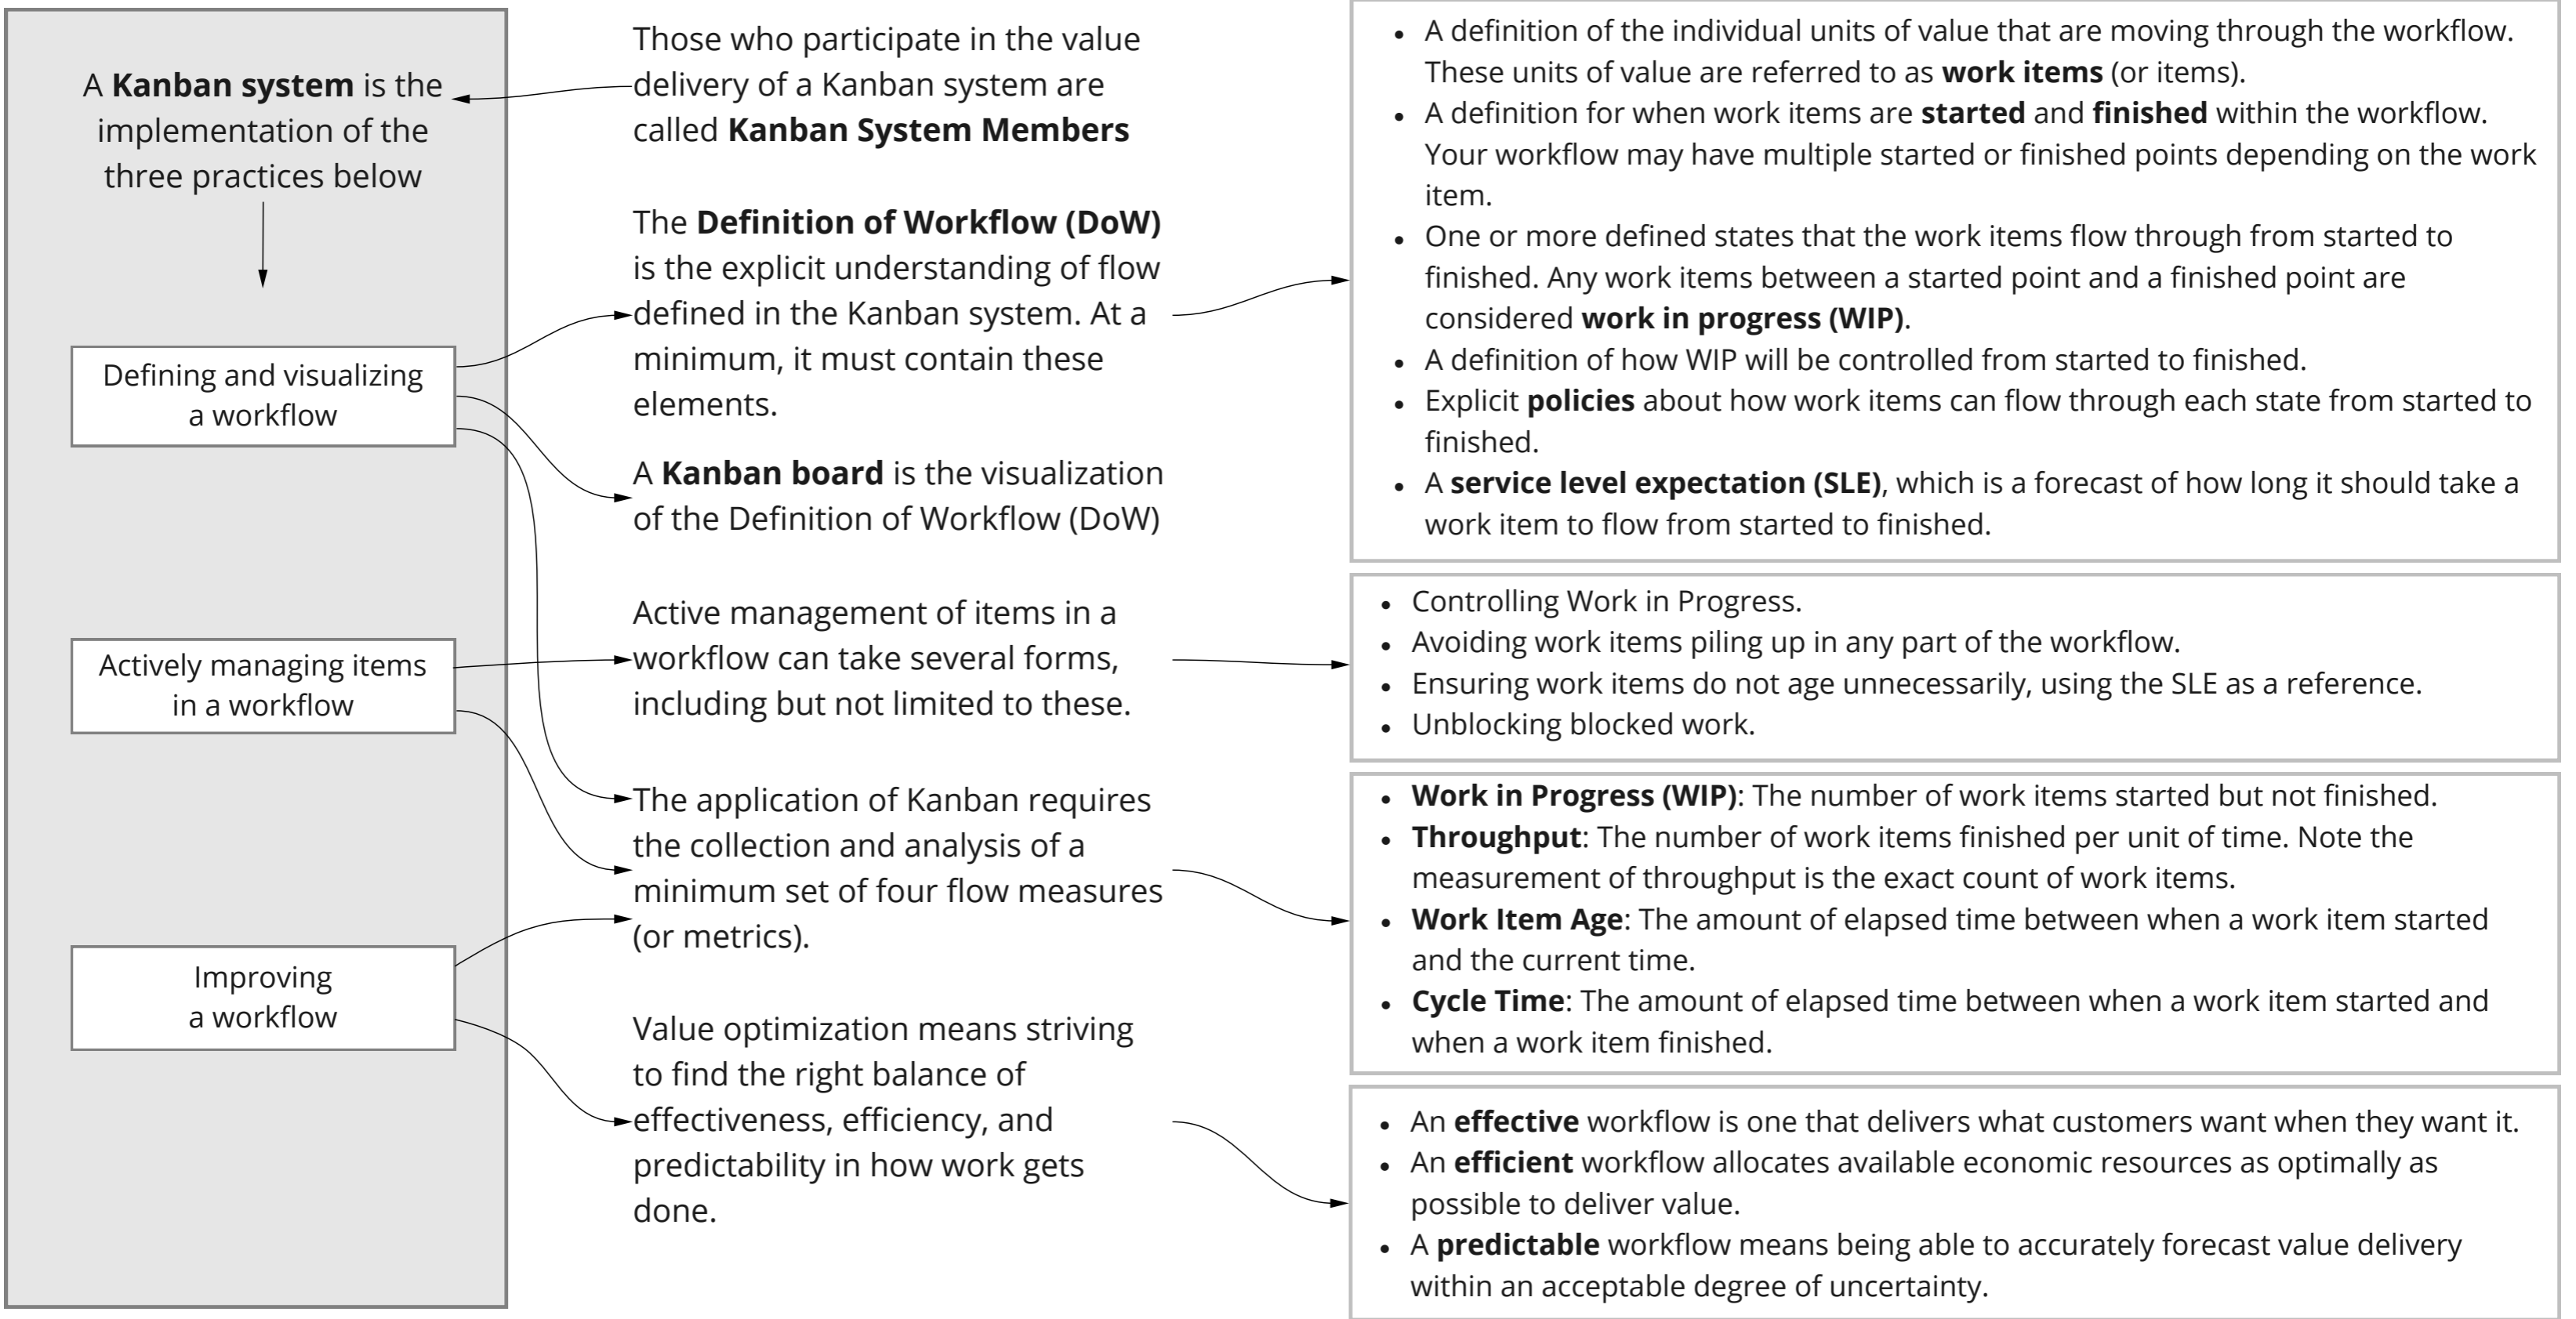 A Kanban system is the
implementation of the
three practices below
Defining and visualizing
a workflow
Actively managing items
in a workflow
Improving
a workflow
Those who participate in the value
delivery of a Kanban system are
called Kanban System Members
The Definition of Workflow (DoW)
is the explicit understanding of flow
defined in the Kanban system. At a
minimum, it must contain these
elements.
A Kanban board is the visualization
of the Definition of Workflow (DoW)
Active management of items in a
workflow can take several forms,
including but not limited to these.
The application of Kanban requires
the collection and analysis of a
minimum set of four flow measures
(or metrics).
Value optimization means striving
to find the right balance of
effectiveness, efficiency, and
predictability in how work gets
done.
• A definition of the individual units of value that are moving through the workflow.
These units of value are referred to as work items (or items).
• A definition for when work items are started and finished within the workflow.
Your workflow may have multiple started or finished points depending on the work
item.
• One or more defined states that the work items flow through from started to
finished. Any work items between a started point and a finished point are
considered work in progress (WIP).
• A definition of how WIP will be controlled from started to finished.
• Explicit policies about how work items can flow through each state from started to
finished.
• A service level expectation (SLE), which is a forecast of how long it should take a
work item to flow from started to finished.
• Controlling Work in Progress.
• Avoiding work items piling up in any part of the workflow.
• Ensuring work items do not age unnecessarily, using the SLE as a reference.
• Unblocking blocked work.
• Work in Progress (WIP): The number of work items started but not finished.
• Throughput: The number of work items finished per unit of time. Note the
measurement of throughput is the exact count of work items.
• Work Item Age: The amount of elapsed time between when a work item started
and the current time.
• Cycle Time: The amount of elapsed time between when a work item started and
when a work item finished.
• An effective workflow is one that delivers what customers want when they want it.
• An efficient workflow allocates available economic resources as optimally as
possible to deliver value.
• A predictable workflow means being able to accurately forecast value delivery
within an acceptable degree of uncertainty.